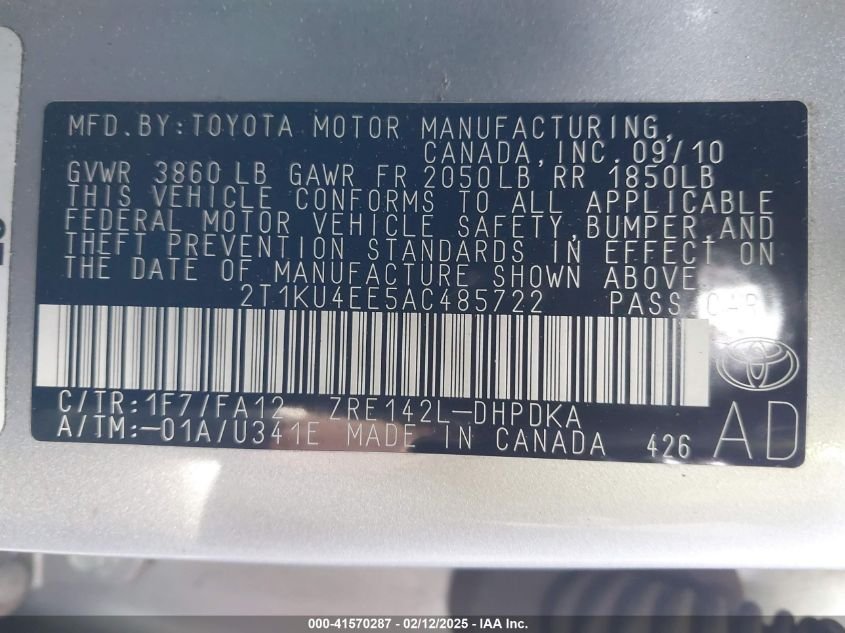 MFD.BY:TOYOTA MOTOR MANUFACTURING,
CANADA,INC.09/10
GVWR 3860LB GAWR FR 2050LB RR 1850LB
THIS VEHICLE CONFORMS TO ALL APPLICABLE
FEDERAL MOTOR VEHICLE SAFETY,BUMPER,AND
THEFT PREVENTION STANDARDS IN EFFECT ON
THE DATE OF MANUFACTURE SHOWN ABOVE.
2T1KU4EE5AC485722 PASS CAR
C/TR:1F7/FA12 ZRE142L-DHPDKA
A/TM:-01A/U341E MADE IN CANADA 426 AD
000-41570287 - 02/12/2025 - IAA Inc.